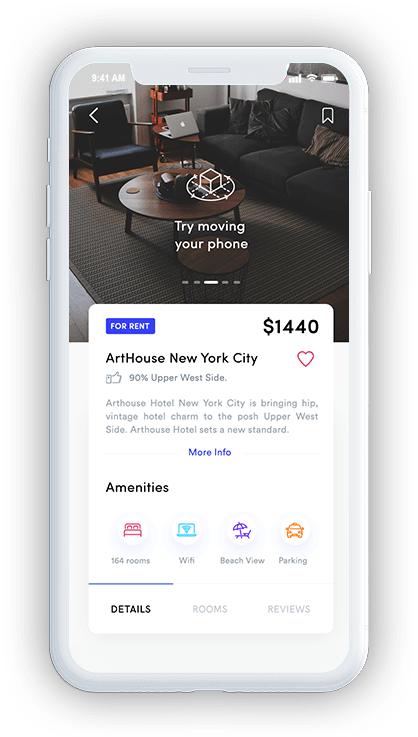 9:41 AM
Try moving
your phone
FOR RENT
$1440
ArtHouse New York City
90% Upper West Side.
Arthouse Hotel New York City is bringing hip,
vintage hotel charm to the posh Upper West
Side. Arthouse Hotel sets a new standard.
More Info
Amenities
164 rooms
Wifi
Beach View
Parking
DETAILS
ROOMS
REVIEWS